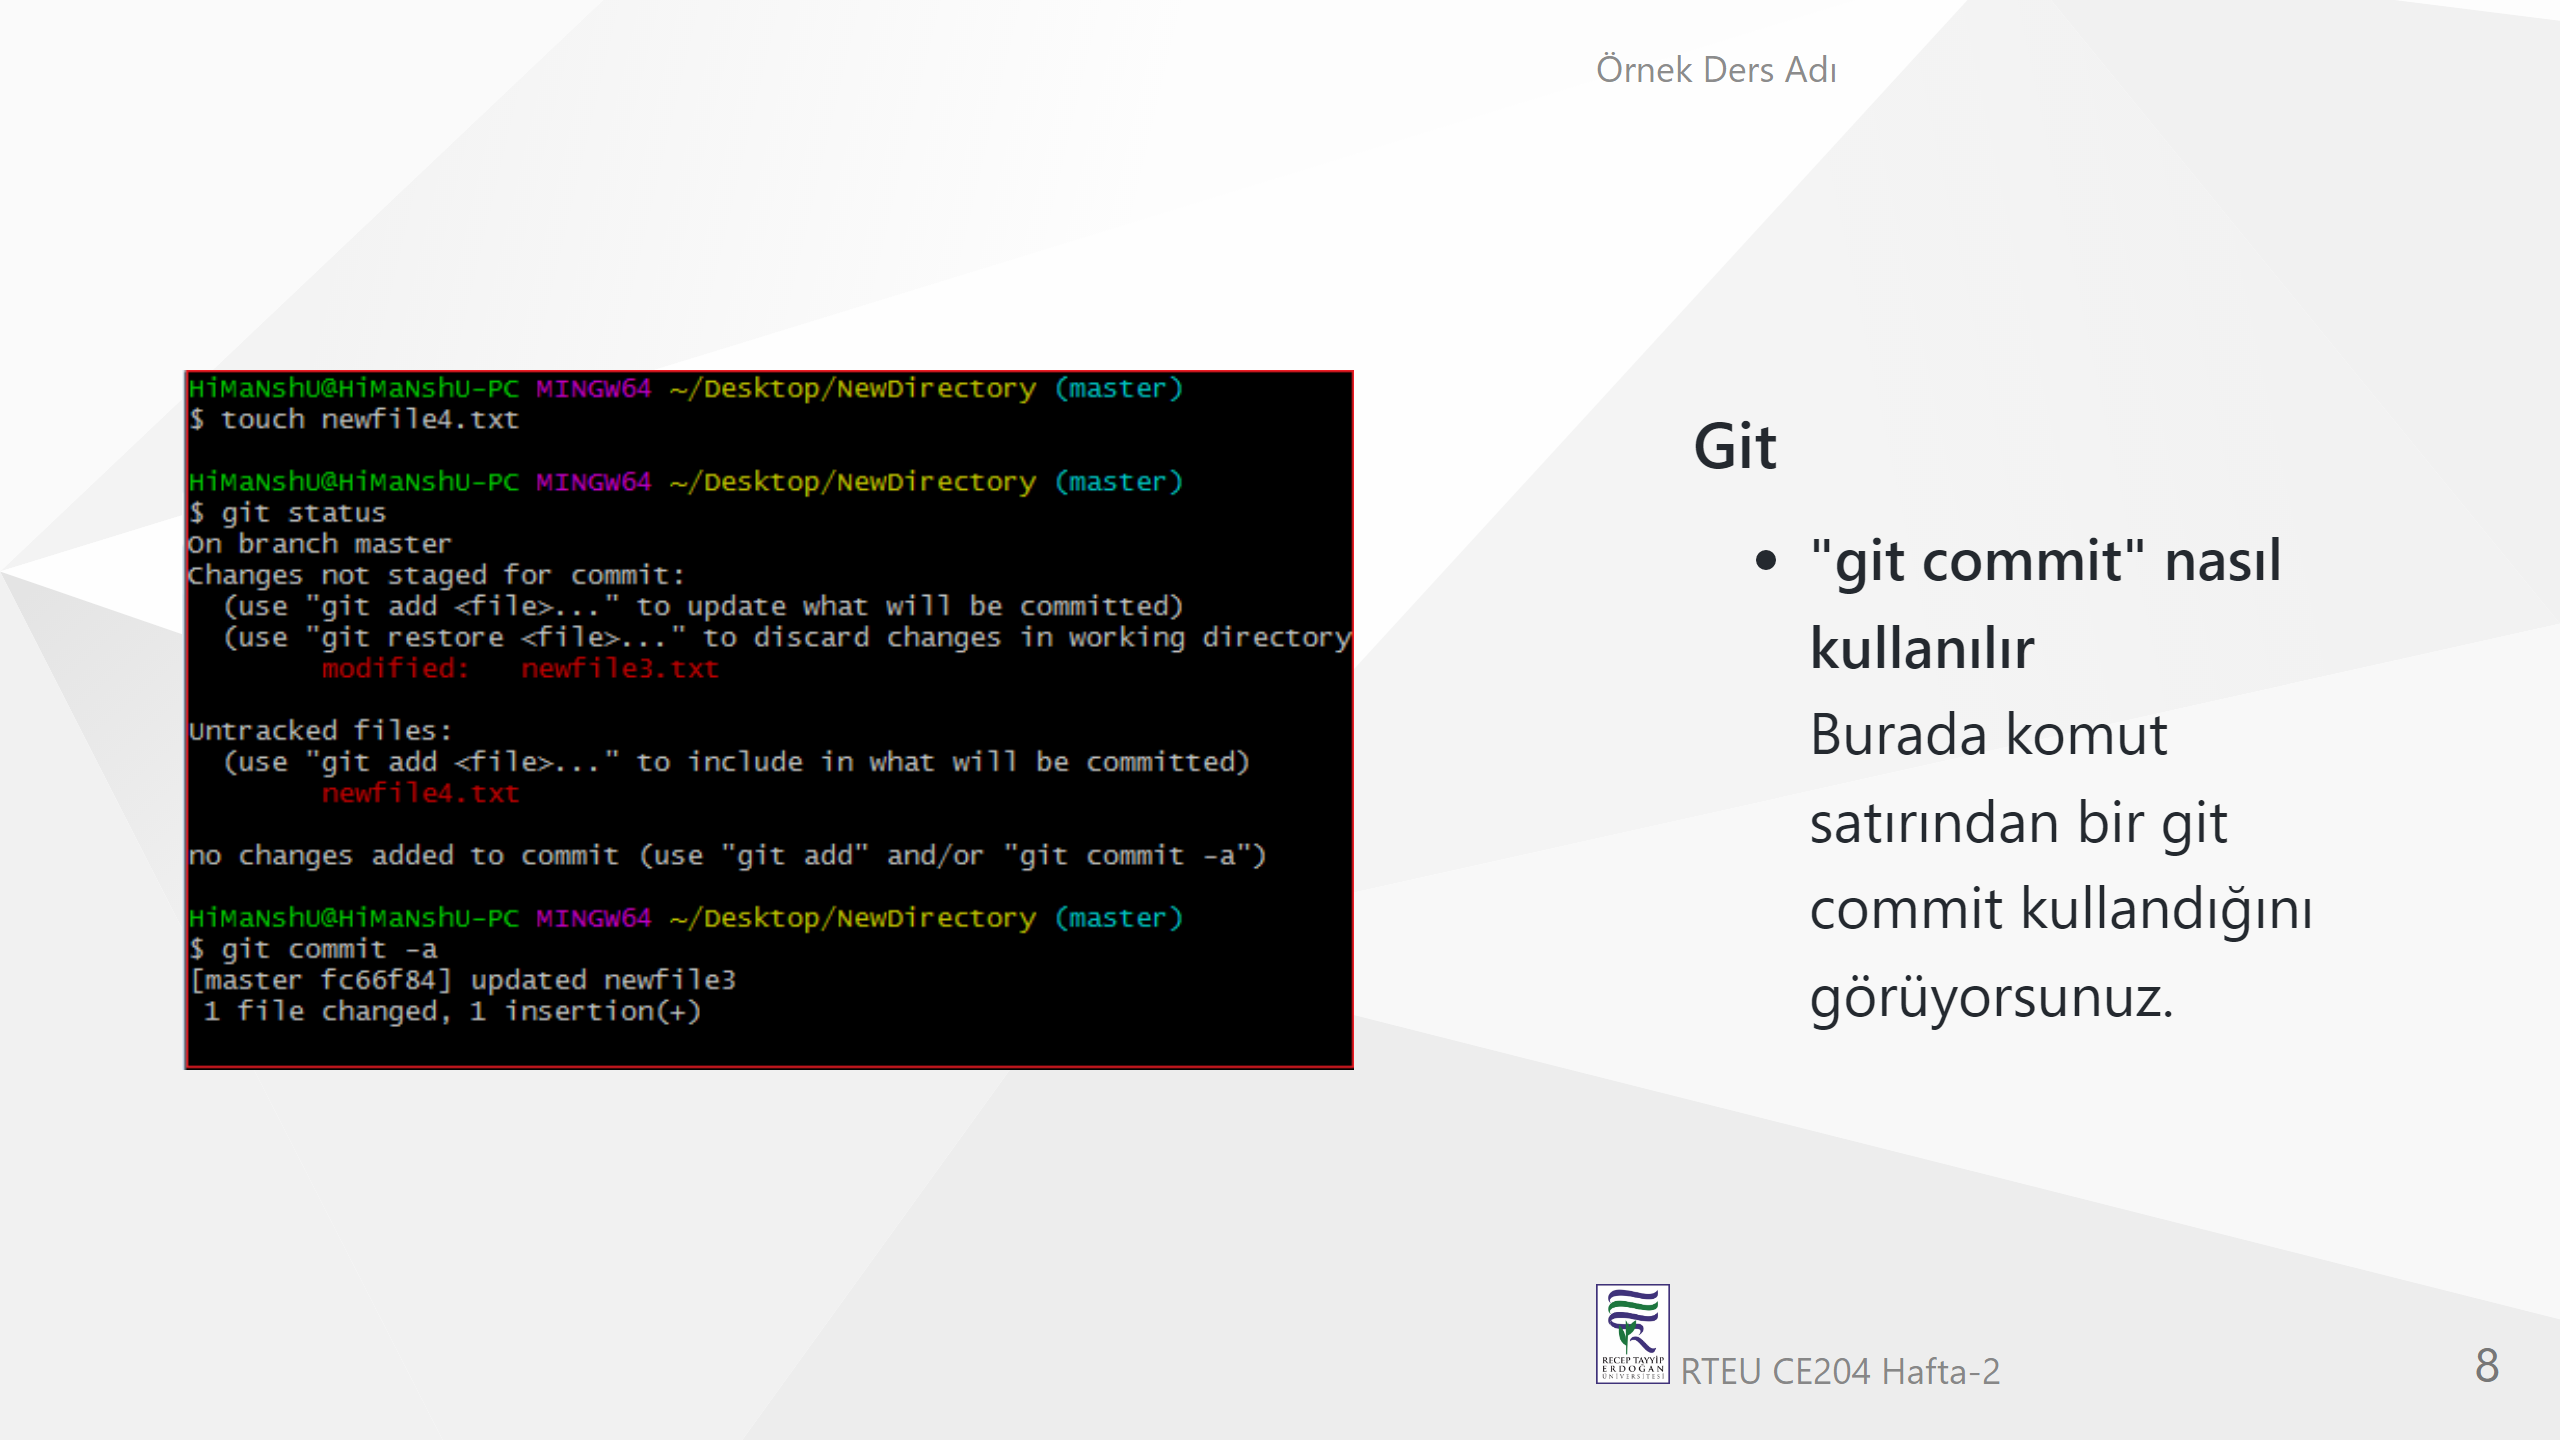 Örnek Ders Adı
HiMaNshU@HiMaNshU-PC MINGW64 ~/Desktop/NewDirectory (master)
$ touch newfile4.txt
HiMaNshU@HiMaNshU-PC MINGW64 ~/Desktop/NewDirectory (master)
$ git status
On branch master
Changes not staged for commit:
  (use "git add <file>..." to update what will be committed)
  (use "git restore <file>..." to discard changes in working directory
        modified:   newfile3.txt
Untracked files:
  (use "git add <file>..." to include in what will be committed)
        newfile4.txt
no changes added to commit (use "git add" and/or "git commit -a")
HiMaNshU@HiMaNshU-PC MINGW64 ~/Desktop/NewDirectory (master)
$ git commit -a
[master fc66f84] updated newfile3
 1 file changed, 1 insertion(+)
Git
• "git commit" nasıl
kullanılır
Burada komut
satırından bir git
commit kullandığını
görüyorsunuz.
RECEP TAYYİP
ERDOĞAN
ÜNİVERSİTESİ
RTEU CE204 Hafta-2
8